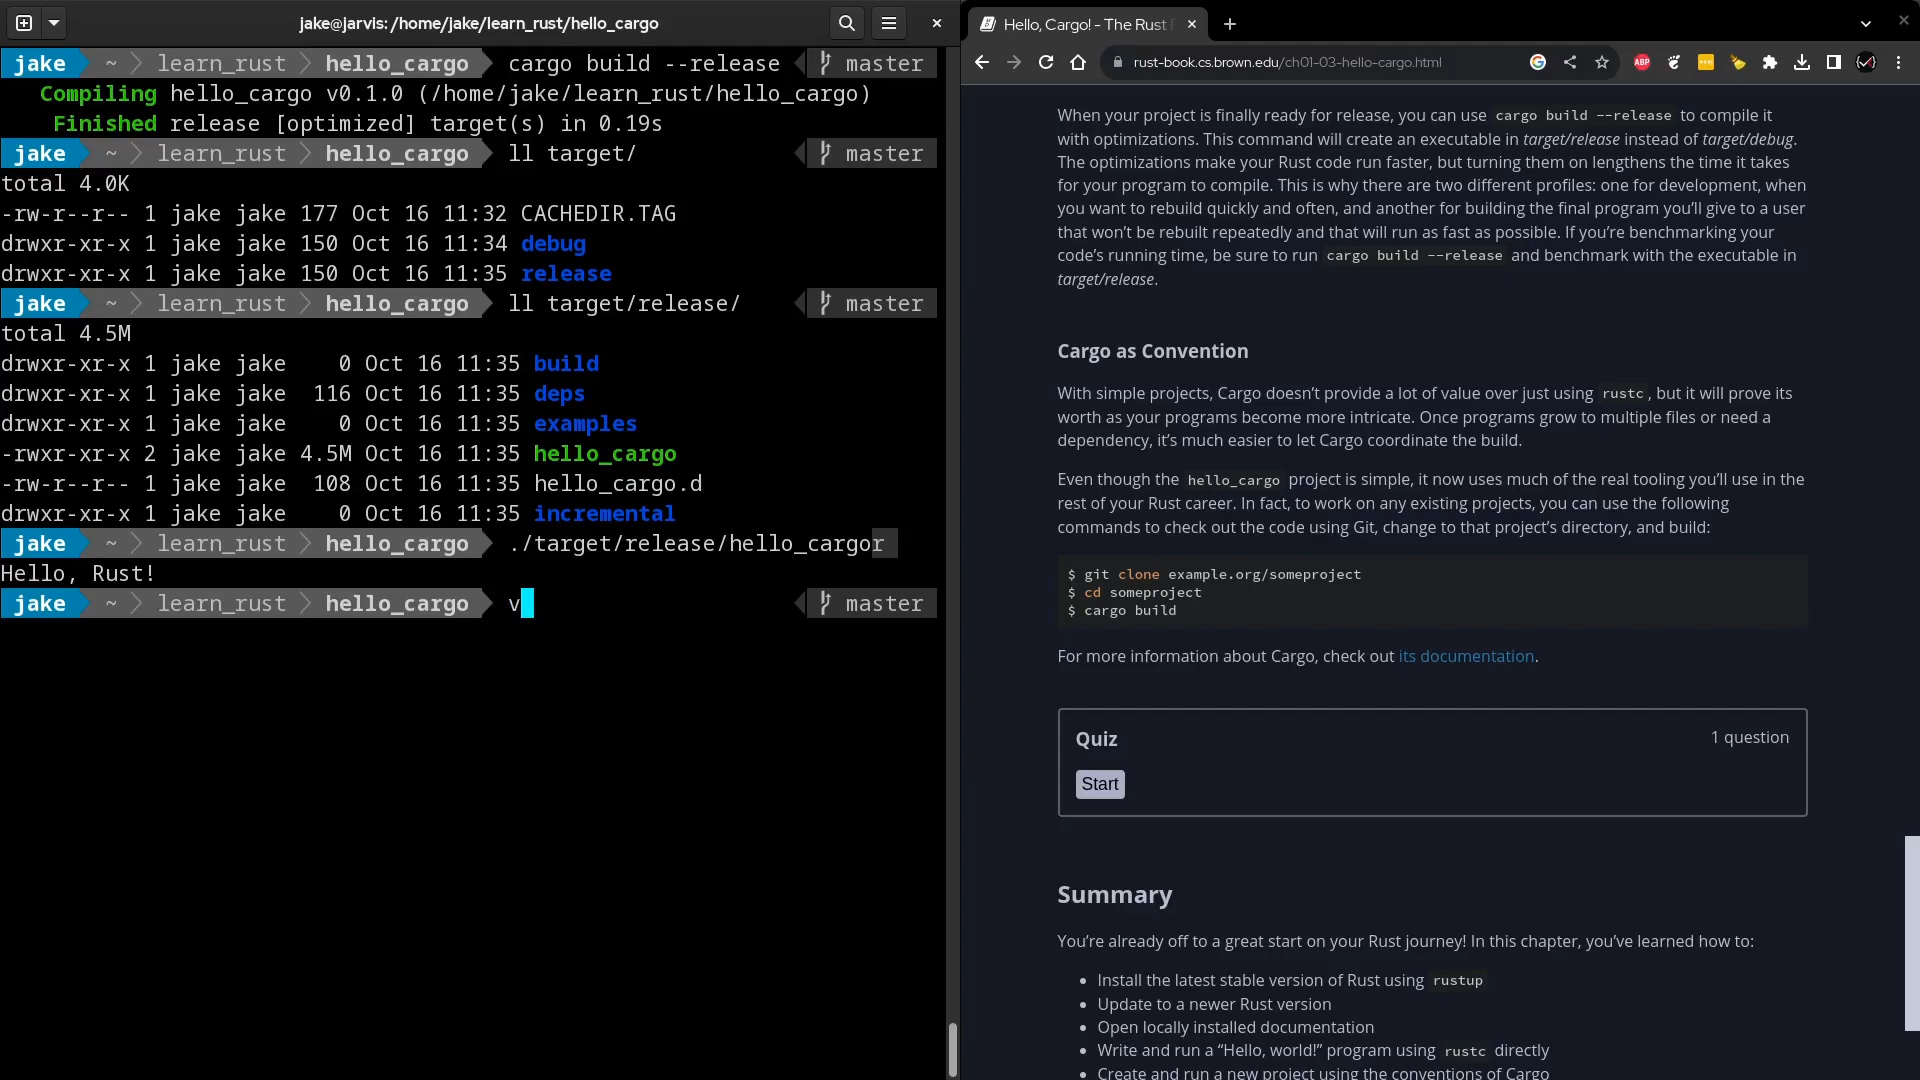 jake@jarvis:/home/jake/learn_rust/hello_cargo
jake ~ learn_rust hello_cargo cargo build --release master
Compiling hello_cargo v0.1.0 (/home/jake/learn_rust/hello_cargo)
Finished release [optimized] target(s) in 0.19s
jake ~ learn_rust hello_cargo ll target/ master
total 4.0K
-rw-r--r-- 1 jake jake 177 Oct 16 11:32 CACHEDIR.TAG
drwxr-xr-x 1 jake jake 150 Oct 16 11:34 debug
drwxr-xr-x 1 jake jake 150 Oct 16 11:35 release
jake ~ learn_rust hello_cargo ll target/release/ master
total 4.5M
drwxr-xr-x 1 jake jake 0 Oct 16 11:35 build
drwxr-xr-x 1 jake jake 116 Oct 16 11:35 deps
drwxr-xr-x 1 jake jake 0 Oct 16 11:35 examples
-rwxr-xr-x 2 jake jake 4.5M Oct 16 11:35 hello_cargo
-rw-r--r-- 1 jake jake 108 Oct 16 11:35 hello_cargo.d
drwxr-xr-x 1 jake jake 0 Oct 16 11:35 incremental
jake ~ learn_rust hello_cargo ./target/release/hello_cargor
Hello, Rust!
jake ~ learn_rust hello_cargo v master
Hello, Cargo! - The Rust
rust-book.cs.brown.edu/ch01-03-hello-cargo.html
ABP
When your project is finally ready for release, you can use cargo build --release to compile it
with optimizations. This command will create an executable in target/release instead of target/debug.
The optimizations make your Rust code run faster, but turning them on lengthens the time it takes
for your program to compile. This is why there are two different profiles: one for development, when
you want to rebuild quickly and often, and another for building the final program you’ll give to a user
that won’t be rebuilt repeatedly and that will run as fast as possible. If you’re benchmarking your
code’s running time, be sure to run cargo build --release and benchmark with the executable in
target/release.
Cargo as Convention
With simple projects, Cargo doesn’t provide a lot of value over just using rustc, but it will prove its
worth as your programs become more intricate. Once programs grow to multiple files or need a
dependency, it’s much easier to let Cargo coordinate the build.
Even though the hello_cargo project is simple, it now uses much of the real tooling you’ll use in the
rest of your Rust career. In fact, to work on any existing projects, you can use the following
commands to check out the code using Git, change to that project’s directory, and build:
$ git clone example.org/someproject
$ cd someproject
$ cargo build
For more information about Cargo, check out its documentation.
Quiz 1 question
Start
Summary
You’re already off to a great start on your Rust journey! In this chapter, you’ve learned how to:
• Install the latest stable version of Rust using rustup
• Update to a newer Rust version
• Open locally installed documentation
• Write and run a “Hello, world!” program using rustc directly
• Create and run a new project using the conventions of Cargo